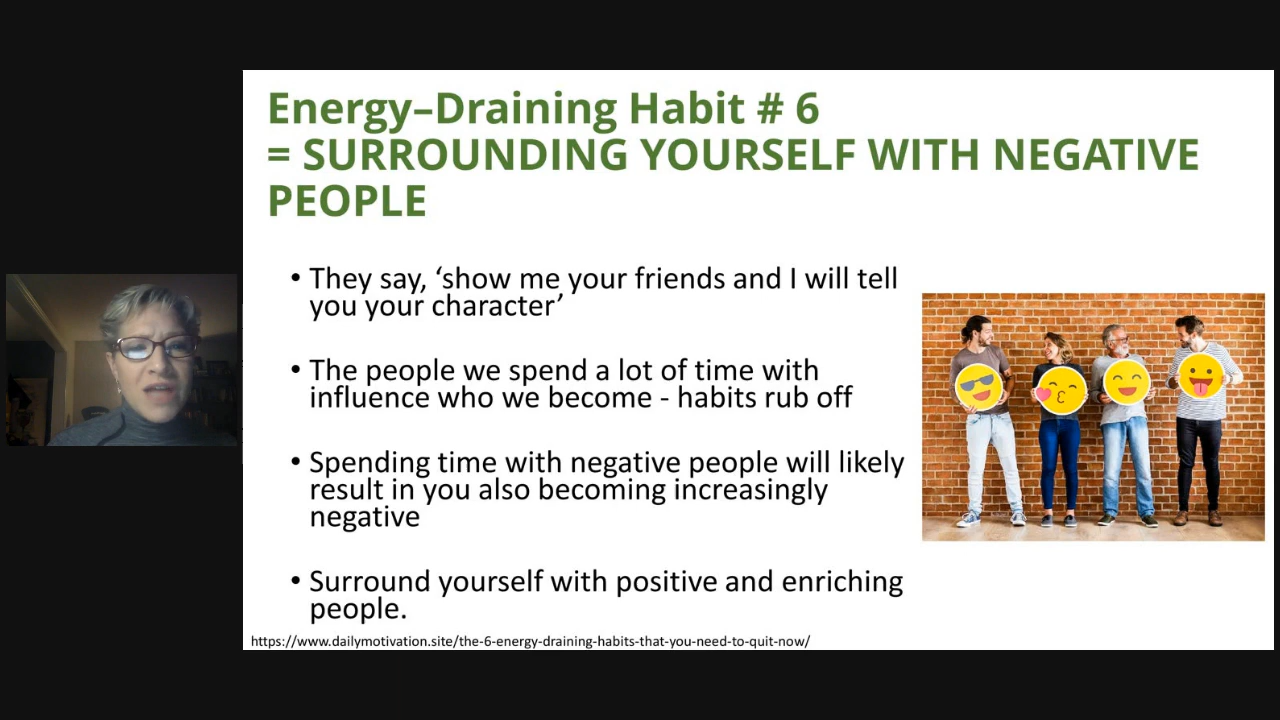 Energy–Draining Habit # 6
= SURROUNDING YOURSELF WITH NEGATIVE
PEOPLE
• They say, ‘show me your friends and I will tell
you your character’
• The people we spend a lot of time with
influence who we become - habits rub off
• Spending time with negative people will likely
result in you also becoming increasingly
negative
• Surround yourself with positive and enriching
people.
https://www.dailymotivation.site/the-6-energy-draining-habits-that-you-need-to-quit-now/